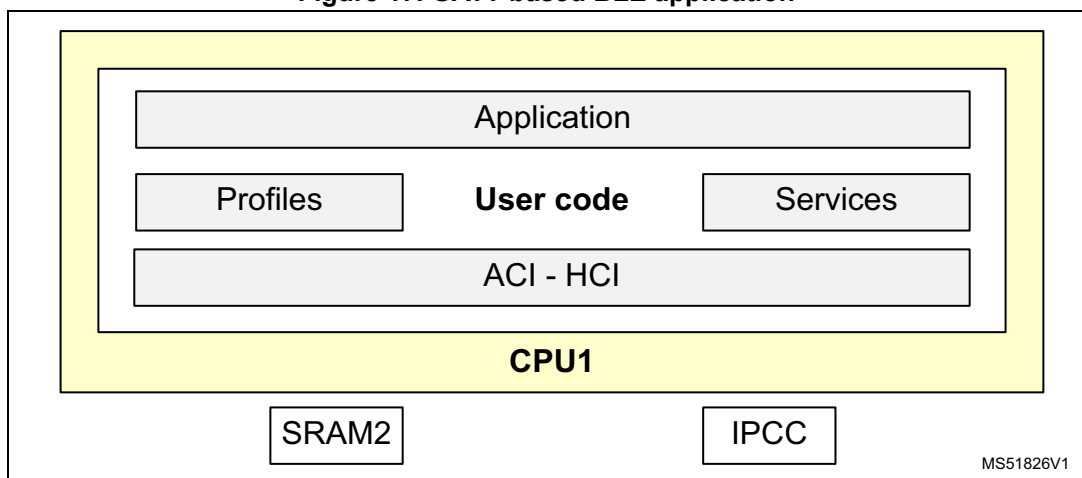 Application
Profiles User code Services
ACI - HCI
CPU1
SRAM2 IPCC
MS51826V1